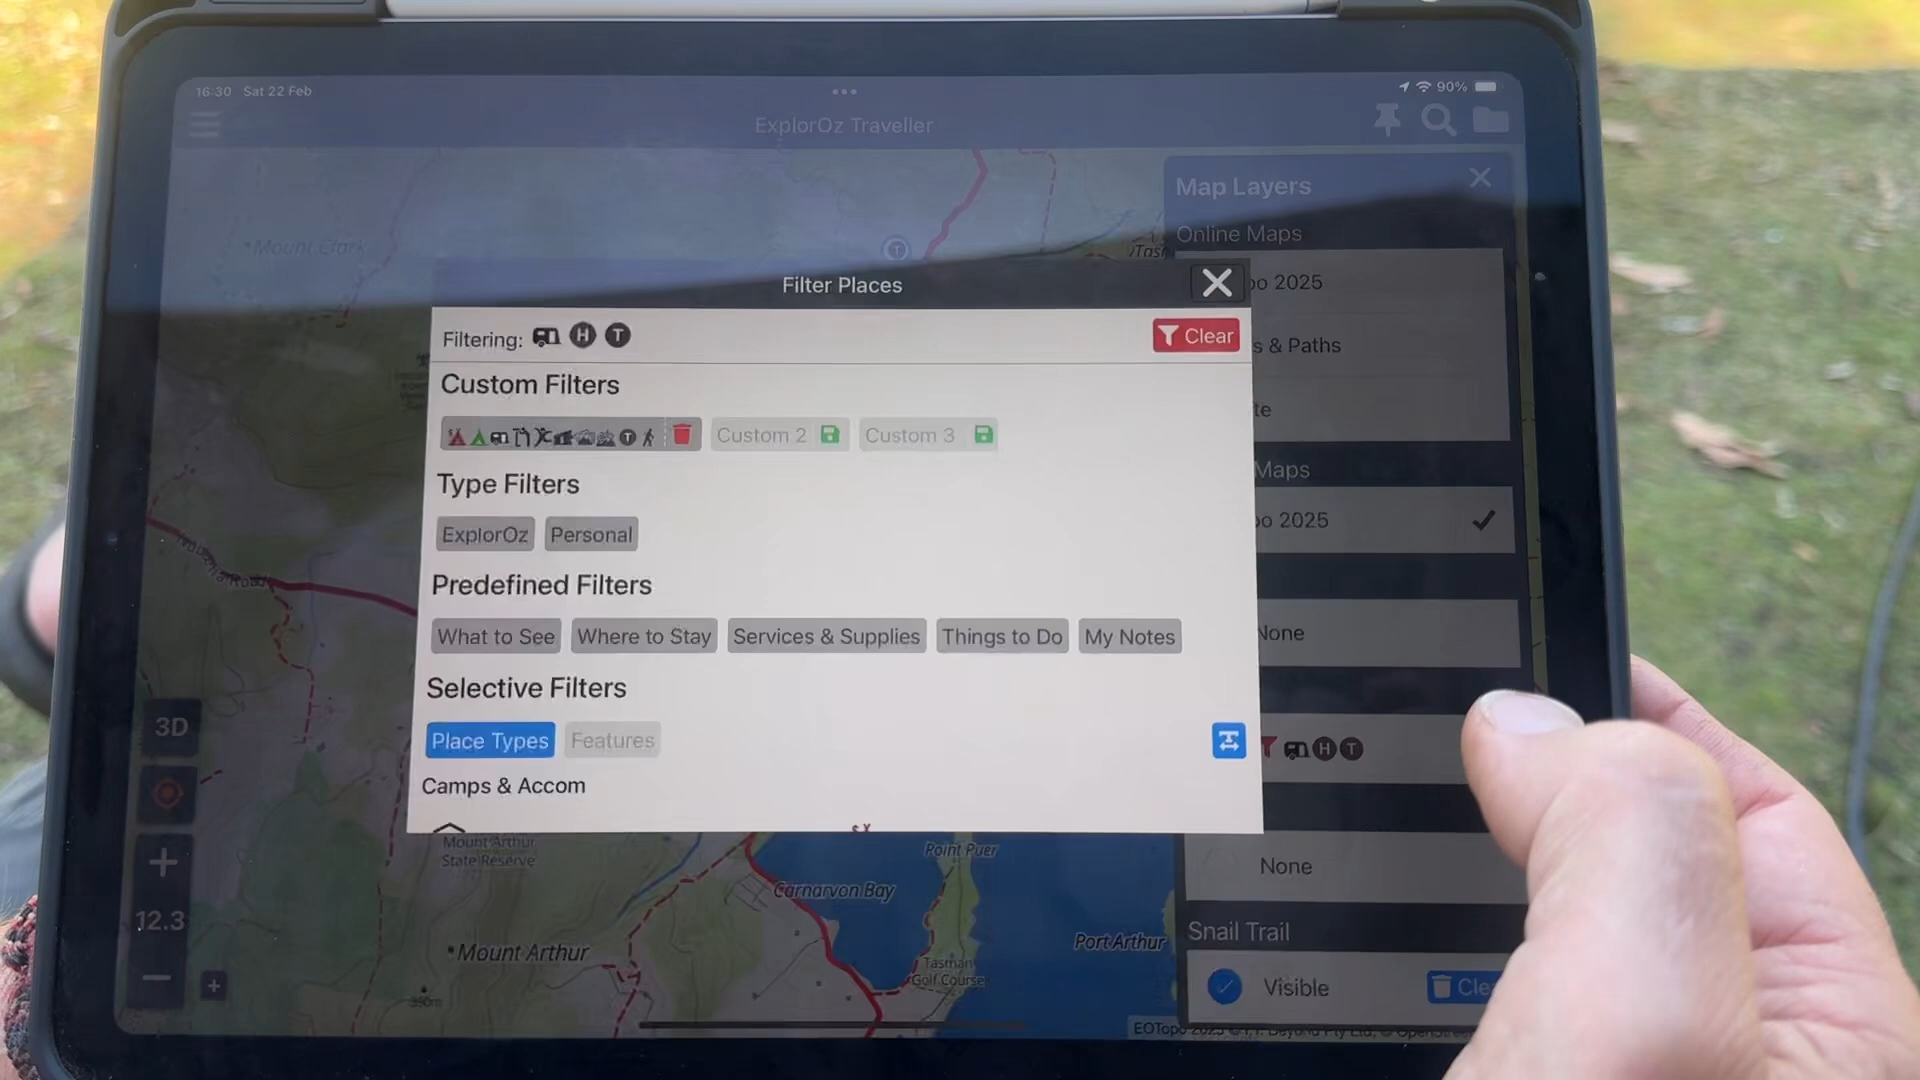 16:30 Sat 22 Feb
90%
ExplorOz Traveller
Map Layers
Online Maps
Mount Clark
2025
Filter Places
Filtering: H T
Clear
& Paths
Custom Filters
Custom 2
Custom 3
T
Maps
Type Filters
2025
ExplorOz
Personal
Predefined Filters
What to See
Where to Stay
Services & Supplies
Things to Do
My Notes
None
Selective Filters
3D
Place Types
Features
H T
Camps & Accom
Mount Arthur
State Reserve
Point Puer
None
Carnarvon Bay
12.3
Snail Trail
Mount Arthur
Port Arthur
Tasman
Golf Course
Visible